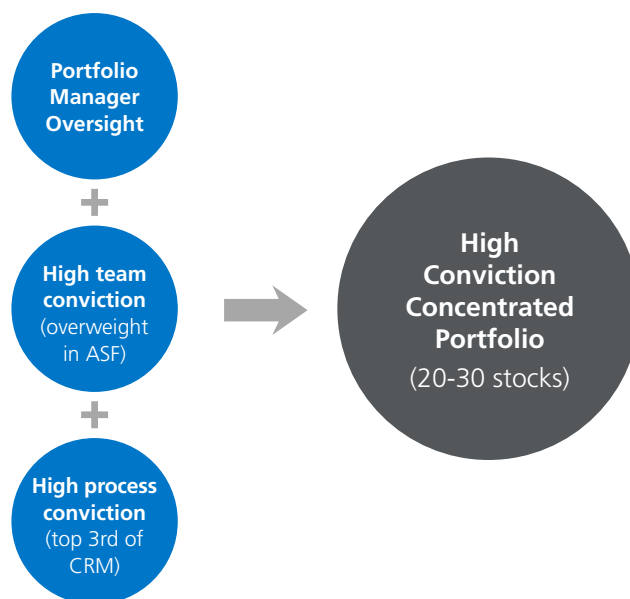 Portfolio
Manager
Oversight
+
High team
conviction
(overweight
in ASF)
+
High process
conviction
(top 3rd of
CRM)
High
Conviction
Concentrated
Portfolio
(20-30 stocks)